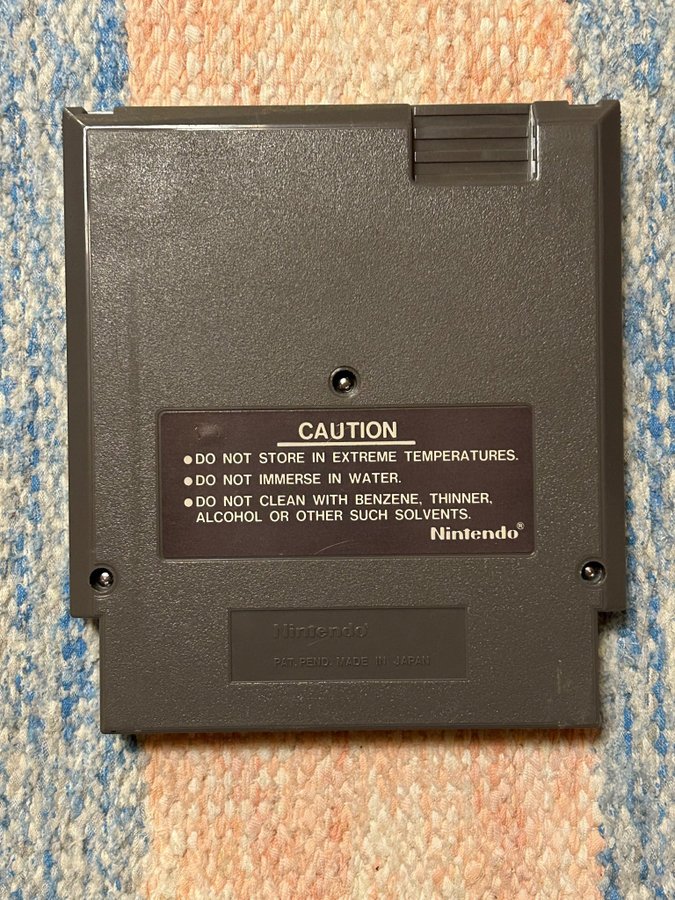 CAUTION
●DO NOT STORE IN EXTREME TEMPERATURES.
●DO NOT IMMERSE IN WATER.
●DO NOT CLEAN WITH BENZENE, THINNER,
ALCOHOL OR OTHER SUCH SOLVENTS.
Nintendo®
Nintendo
PAT. PEND. MADE IN JAPAN